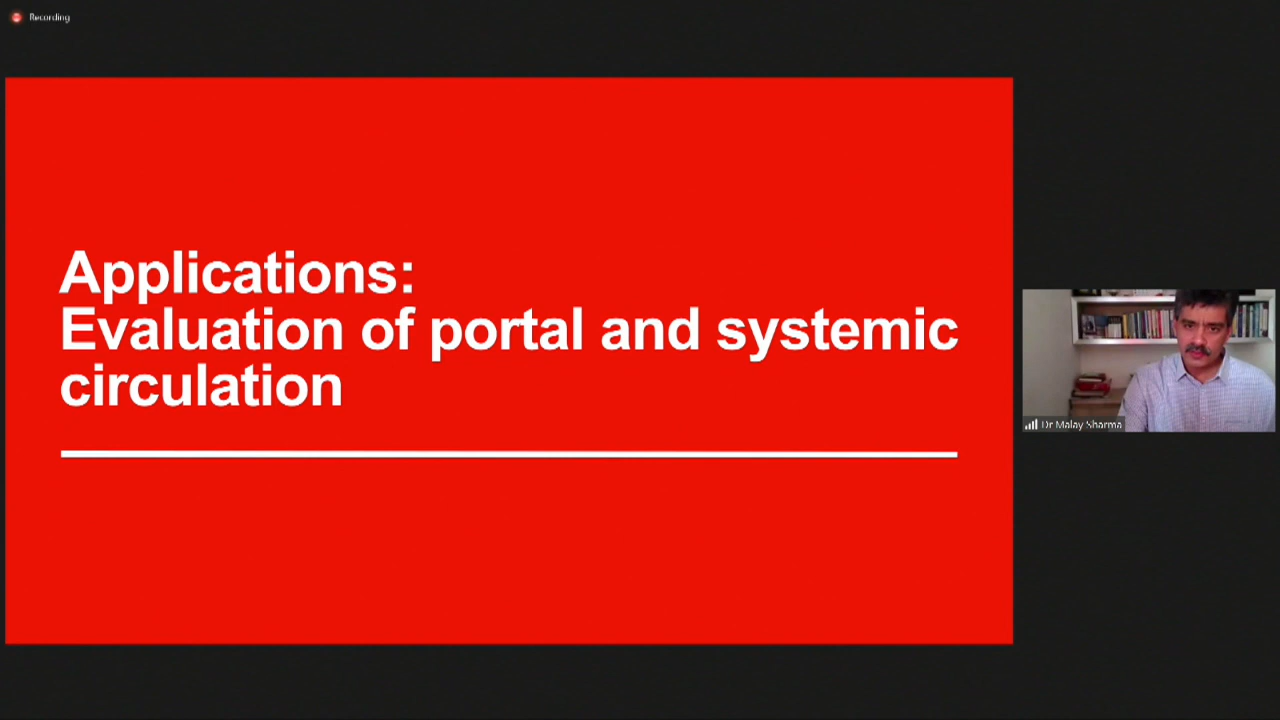 Recording
Applications:
Evaluation of portal and systemic
circulation
Dr Malay Sharma